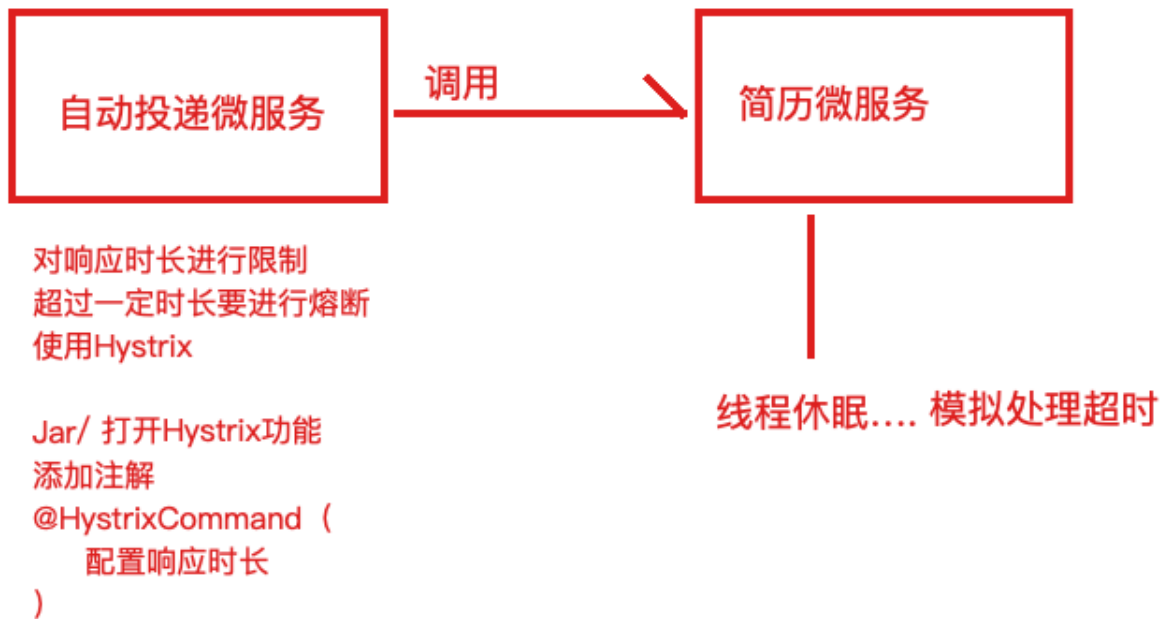 自动投递微服务
调用
简历微服务
对响应时长进行限制
超过一定时长要进行熔断
使用Hystrix
Jar/ 打开Hystrix功能
添加注解
@HystrixCommand（
配置响应时长
）
线程休眠.... 模拟处理超时